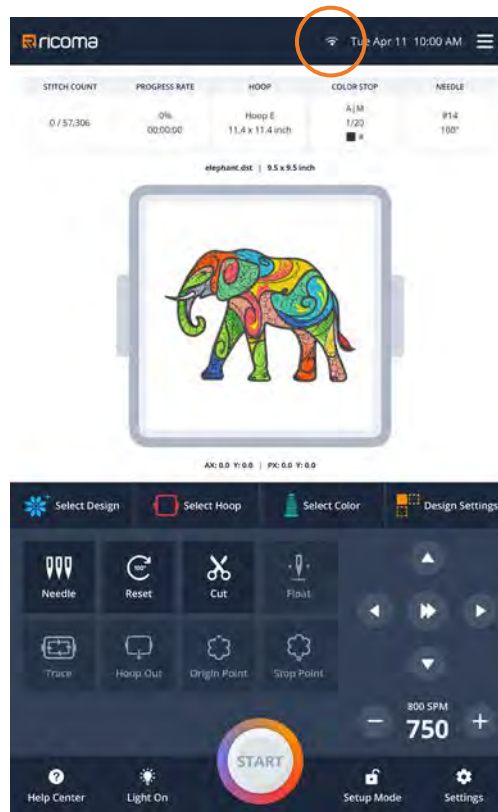 ricoma
Tue Apr 11 10:00 AM
STITCH COUNT PROGRESS RATE HOOP COLOR STOP NEEDLE
0 / 57,306 0% 00:00:00 Hoop E 11.4 x 11.4 inch A|M 1/20 # #14 100°
elephant.dst | 9.5 x 9.5 inch
AX: 0.0 Y: 0.0 | PX: 0.0 Y: 0.0
Select Design Select Hoop Select Color Design Settings
100°
Needle Reset Cut Float
Trace Hoop Out Origin Point Stop Point
800 SPM
− 750 +
START
Help Center Light On Setup Mode Settings